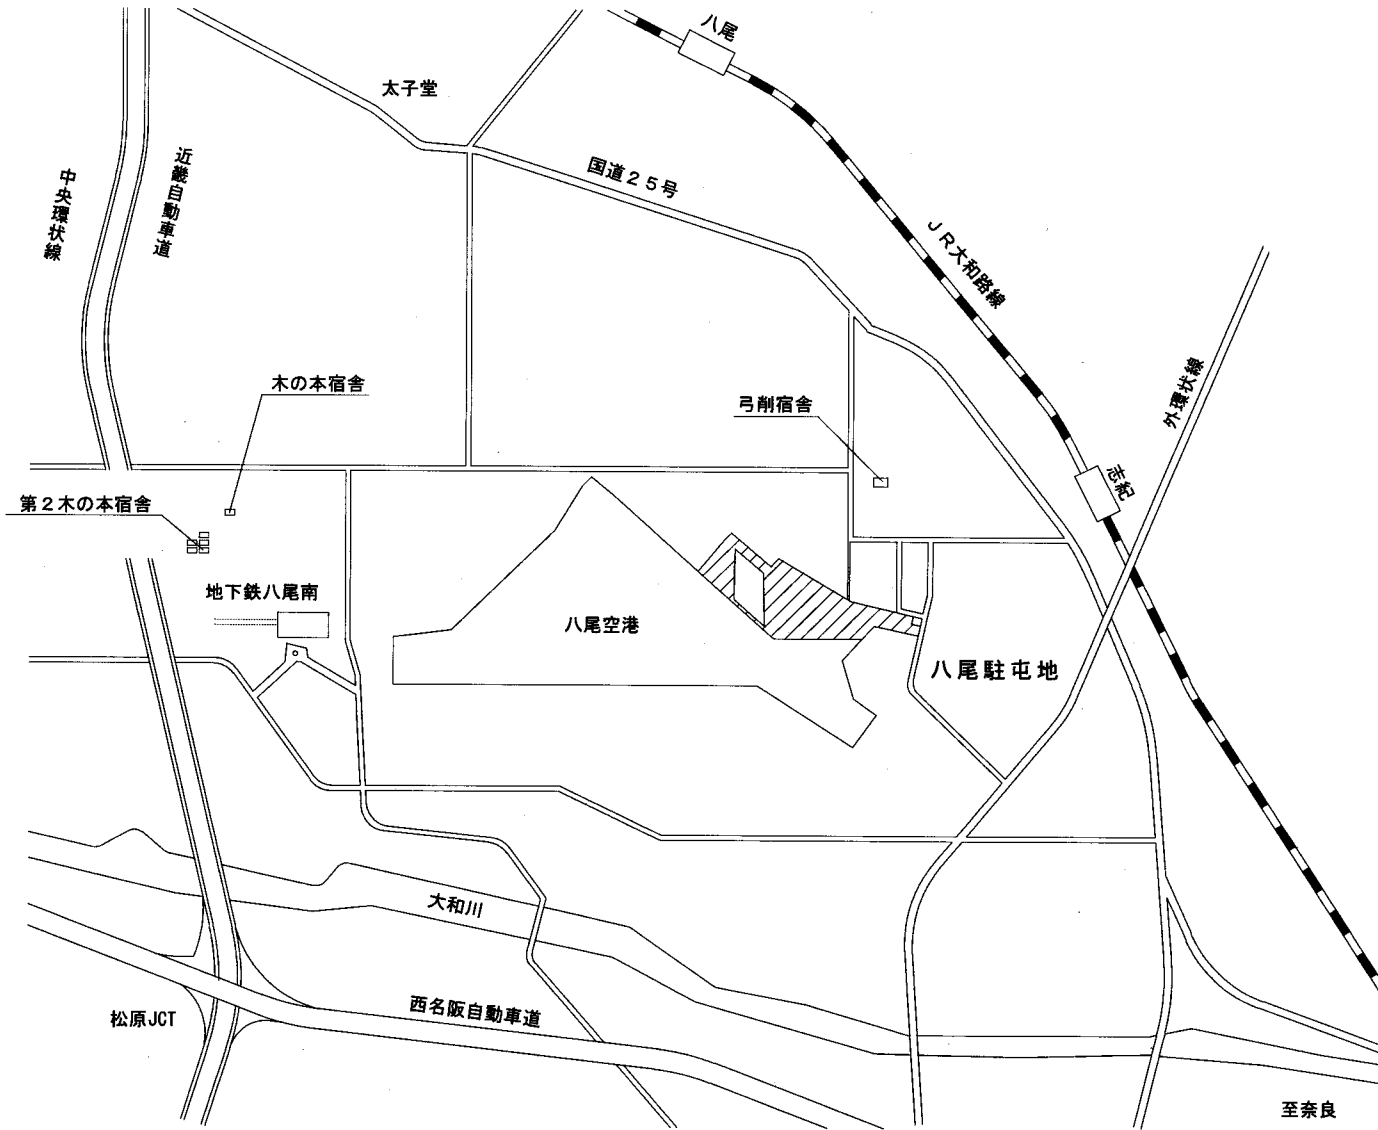 八尾
太子堂
国道２５号
近畿自動車道
中央環状線
ＪＲ大和路線
外環状線
木の本宿舎
弓削宿舎
志紀
第２木の本宿舎
地下鉄八尾南
八尾空港
八尾駐屯地
大和川
西名阪自動車道
松原JCT
至奈良